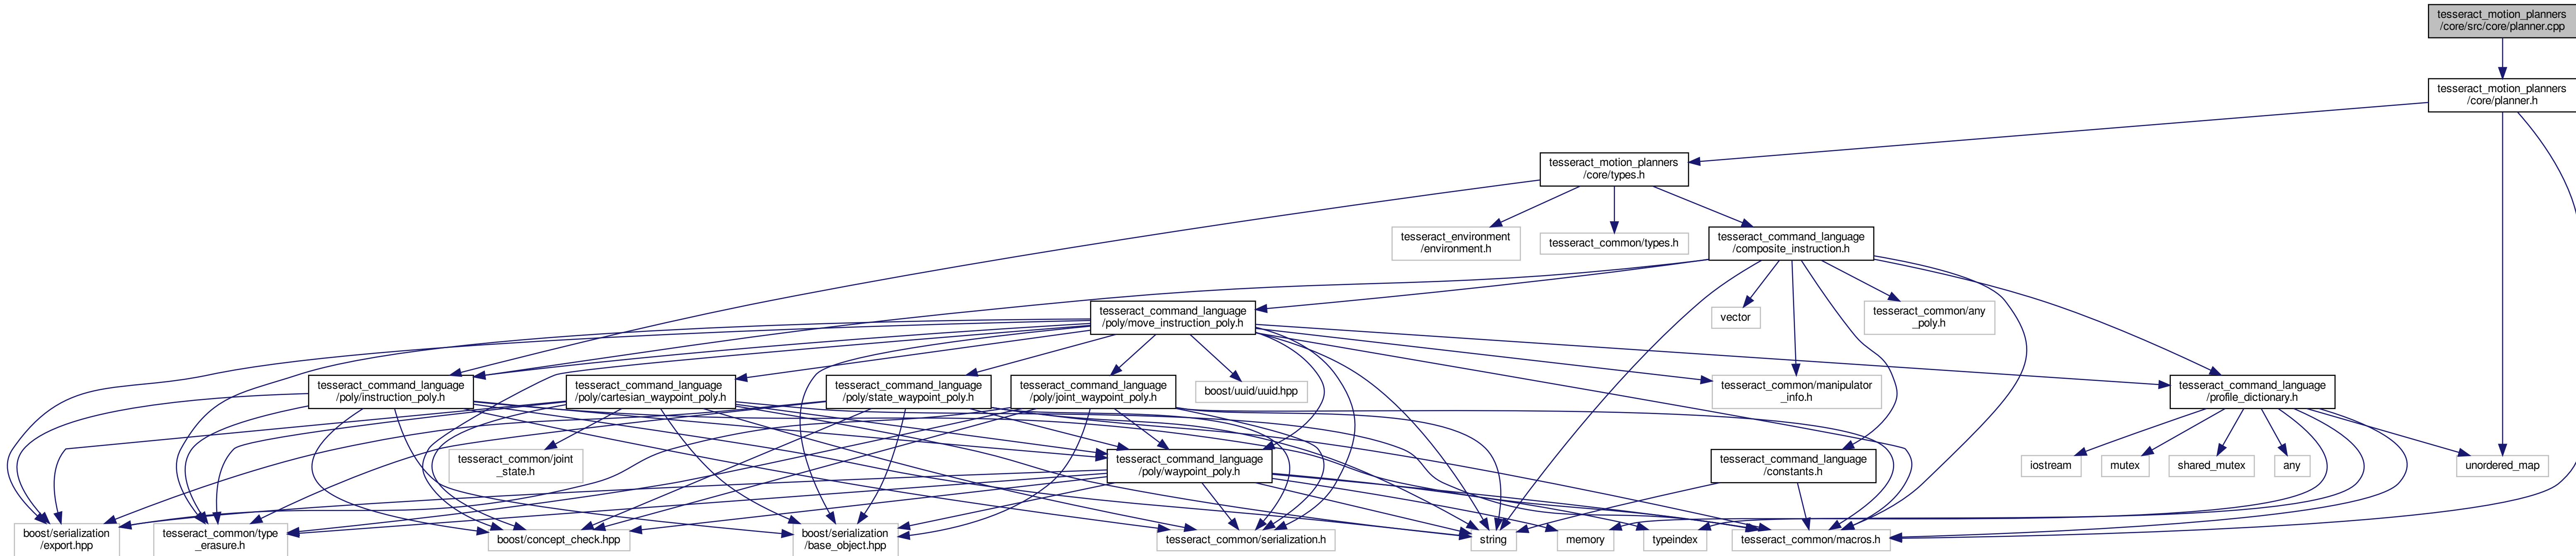 tesseract_motion_planners
/core/src/core/planner.cpp
tesseract_motion_planners
/core/planner.h
tesseract_motion_planners
/core/types.h
tesseract_environment
/environment.h
tesseract_common/types.h
tesseract_command_language
/composite_instruction.h
tesseract_command_language
/poly/move_instruction_poly.h
vector
tesseract_common/any
_poly.h
tesseract_command_language
/poly/instruction_poly.h
tesseract_command_language
/poly/cartesian_waypoint_poly.h
tesseract_command_language
/poly/state_waypoint_poly.h
tesseract_command_language
/poly/joint_waypoint_poly.h
boost/uuid/uuid.hpp
tesseract_common/manipulator
_info.h
tesseract_command_language
/profile_dictionary.h
tesseract_common/joint
_state.h
tesseract_command_language
/poly/waypoint_poly.h
tesseract_command_language
/constants.h
iostream
mutex
shared_mutex
any
unordered_map
boost/serialization
/export.hpp
tesseract_common/type
_erasure.h
boost/concept_check.hpp
boost/serialization
/base_object.hpp
tesseract_common/serialization.h
string
memory
typeindex
tesseract_common/macros.h